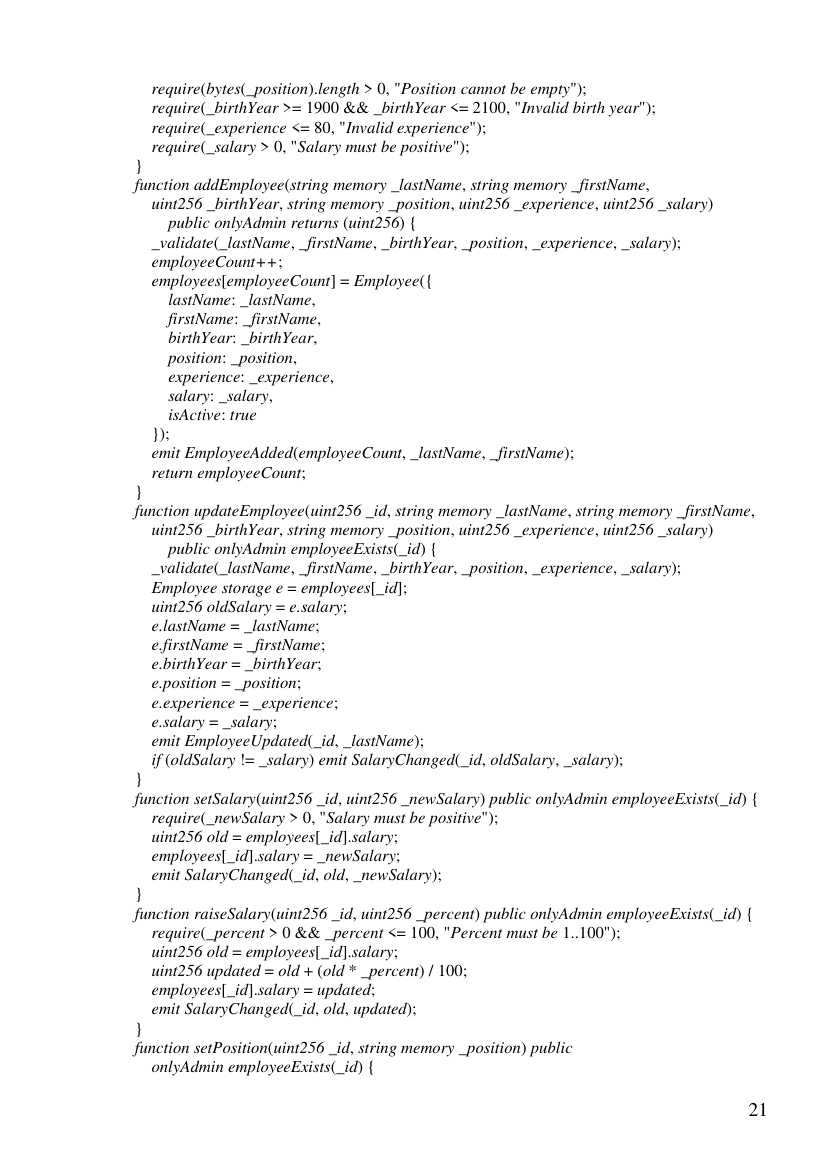 require(bytes(_position).length > 0, "Position cannot be empty");
require(_birthYear >= 1900 && _birthYear <= 2100, "Invalid birth year");
require(_experience <= 80, "Invalid experience");
require(_salary > 0, "Salary must be positive");
}
function addEmployee(string memory _lastName, string memory _firstName,
uint256 _birthYear, string memory _position, uint256 _experience, uint256 _salary)
public onlyAdmin returns (uint256) {
_validate(_lastName, _firstName, _birthYear, _position, _experience, _salary);
employeeCount++;
employees[employeeCount] = Employee({
lastName: _lastName,
firstName: _firstName,
birthYear: _birthYear,
position: _position,
experience: _experience,
salary: _salary,
isActive: true
});
emit EmployeeAdded(employeeCount, _lastName, _firstName);
return employeeCount;
}
function updateEmployee(uint256 _id, string memory _lastName, string memory _firstName,
uint256 _birthYear, string memory _position, uint256 _experience, uint256 _salary)
public onlyAdmin employeeExists(_id) {
_validate(_lastName, _firstName, _birthYear, _position, _experience, _salary);
Employee storage e = employees[_id];
uint256 oldSalary = e.salary;
e.lastName = _lastName;
e.firstName = _firstName;
e.birthYear = _birthYear;
e.position = _position;
e.experience = _experience;
e.salary = _salary;
emit EmployeeUpdated(_id, _lastName);
if (oldSalary != _salary) emit SalaryChanged(_id, oldSalary, _salary);
}
function setSalary(uint256 _id, uint256 _newSalary) public onlyAdmin employeeExists(_id) {
require(_newSalary > 0, "Salary must be positive");
uint256 old = employees[_id].salary;
employees[_id].salary = _newSalary;
emit SalaryChanged(_id, old, _newSalary);
}
function raiseSalary(uint256 _id, uint256 _percent) public onlyAdmin employeeExists(_id) {
require(_percent > 0 && _percent <= 100, "Percent must be 1..100");
uint256 old = employees[_id].salary;
uint256 updated = old + (old * _percent) / 100;
employees[_id].salary = updated;
emit SalaryChanged(_id, old, updated);
}
function setPosition(uint256 _id, string memory _position) public
onlyAdmin employeeExists(_id) {
21